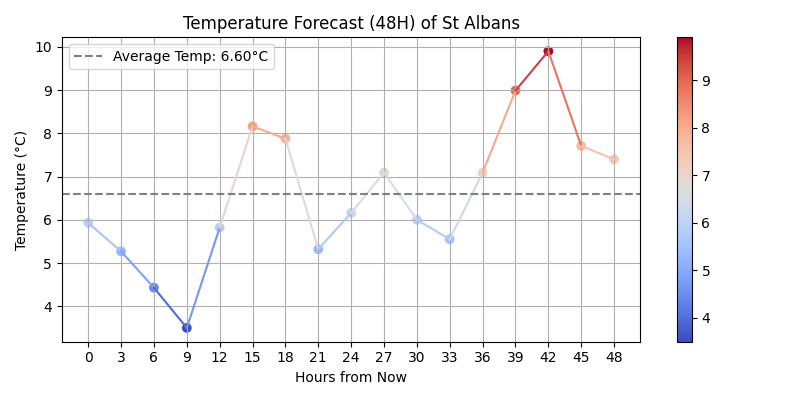 Temperature Forecast (48H) of St Albans
Average Temp: 6.60°C
Temperature (°C)
10
9
8
7
6
5
4
0 3 6 9 12 15 18 21 24 27 30 33 36 39 42 45 48
Hours from Now
9
8
7
6
5
4